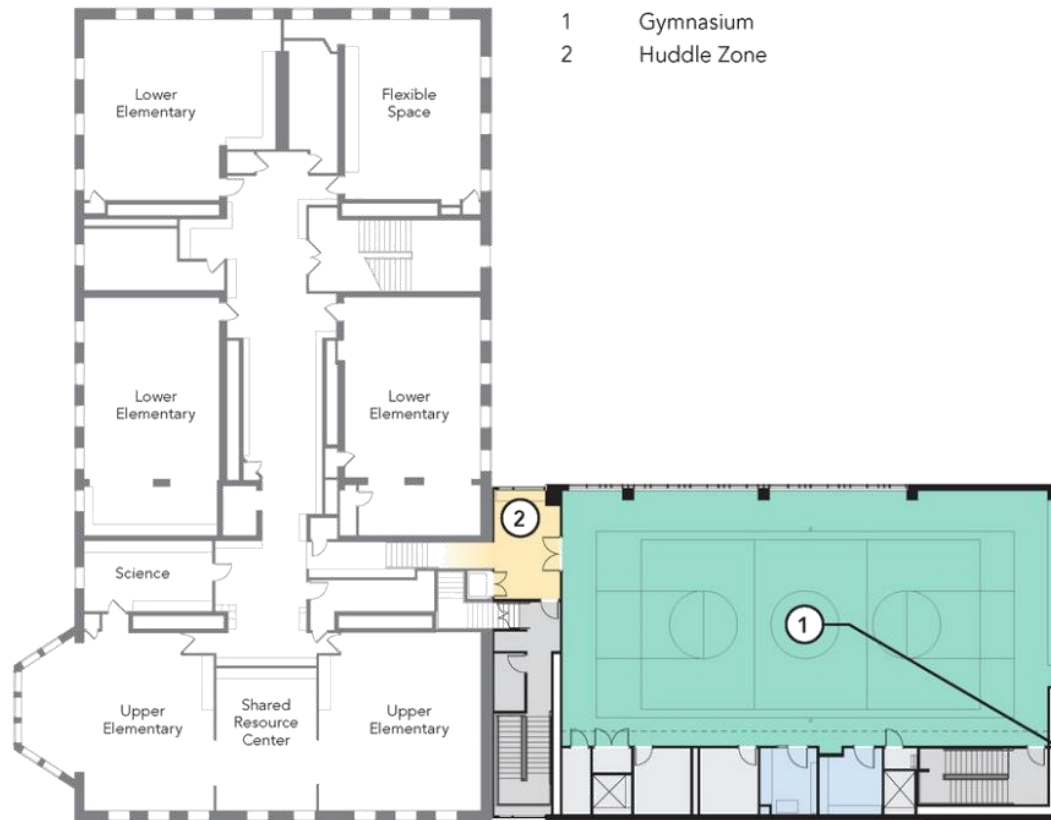 1 Gymnasium
2 Huddle Zone
Lower
Elementary
Flexible
Space
Lower
Elementary
Lower
Elementary
2
Science
1
Upper
Elementary
Shared
Resource
Center
Upper
Elementary